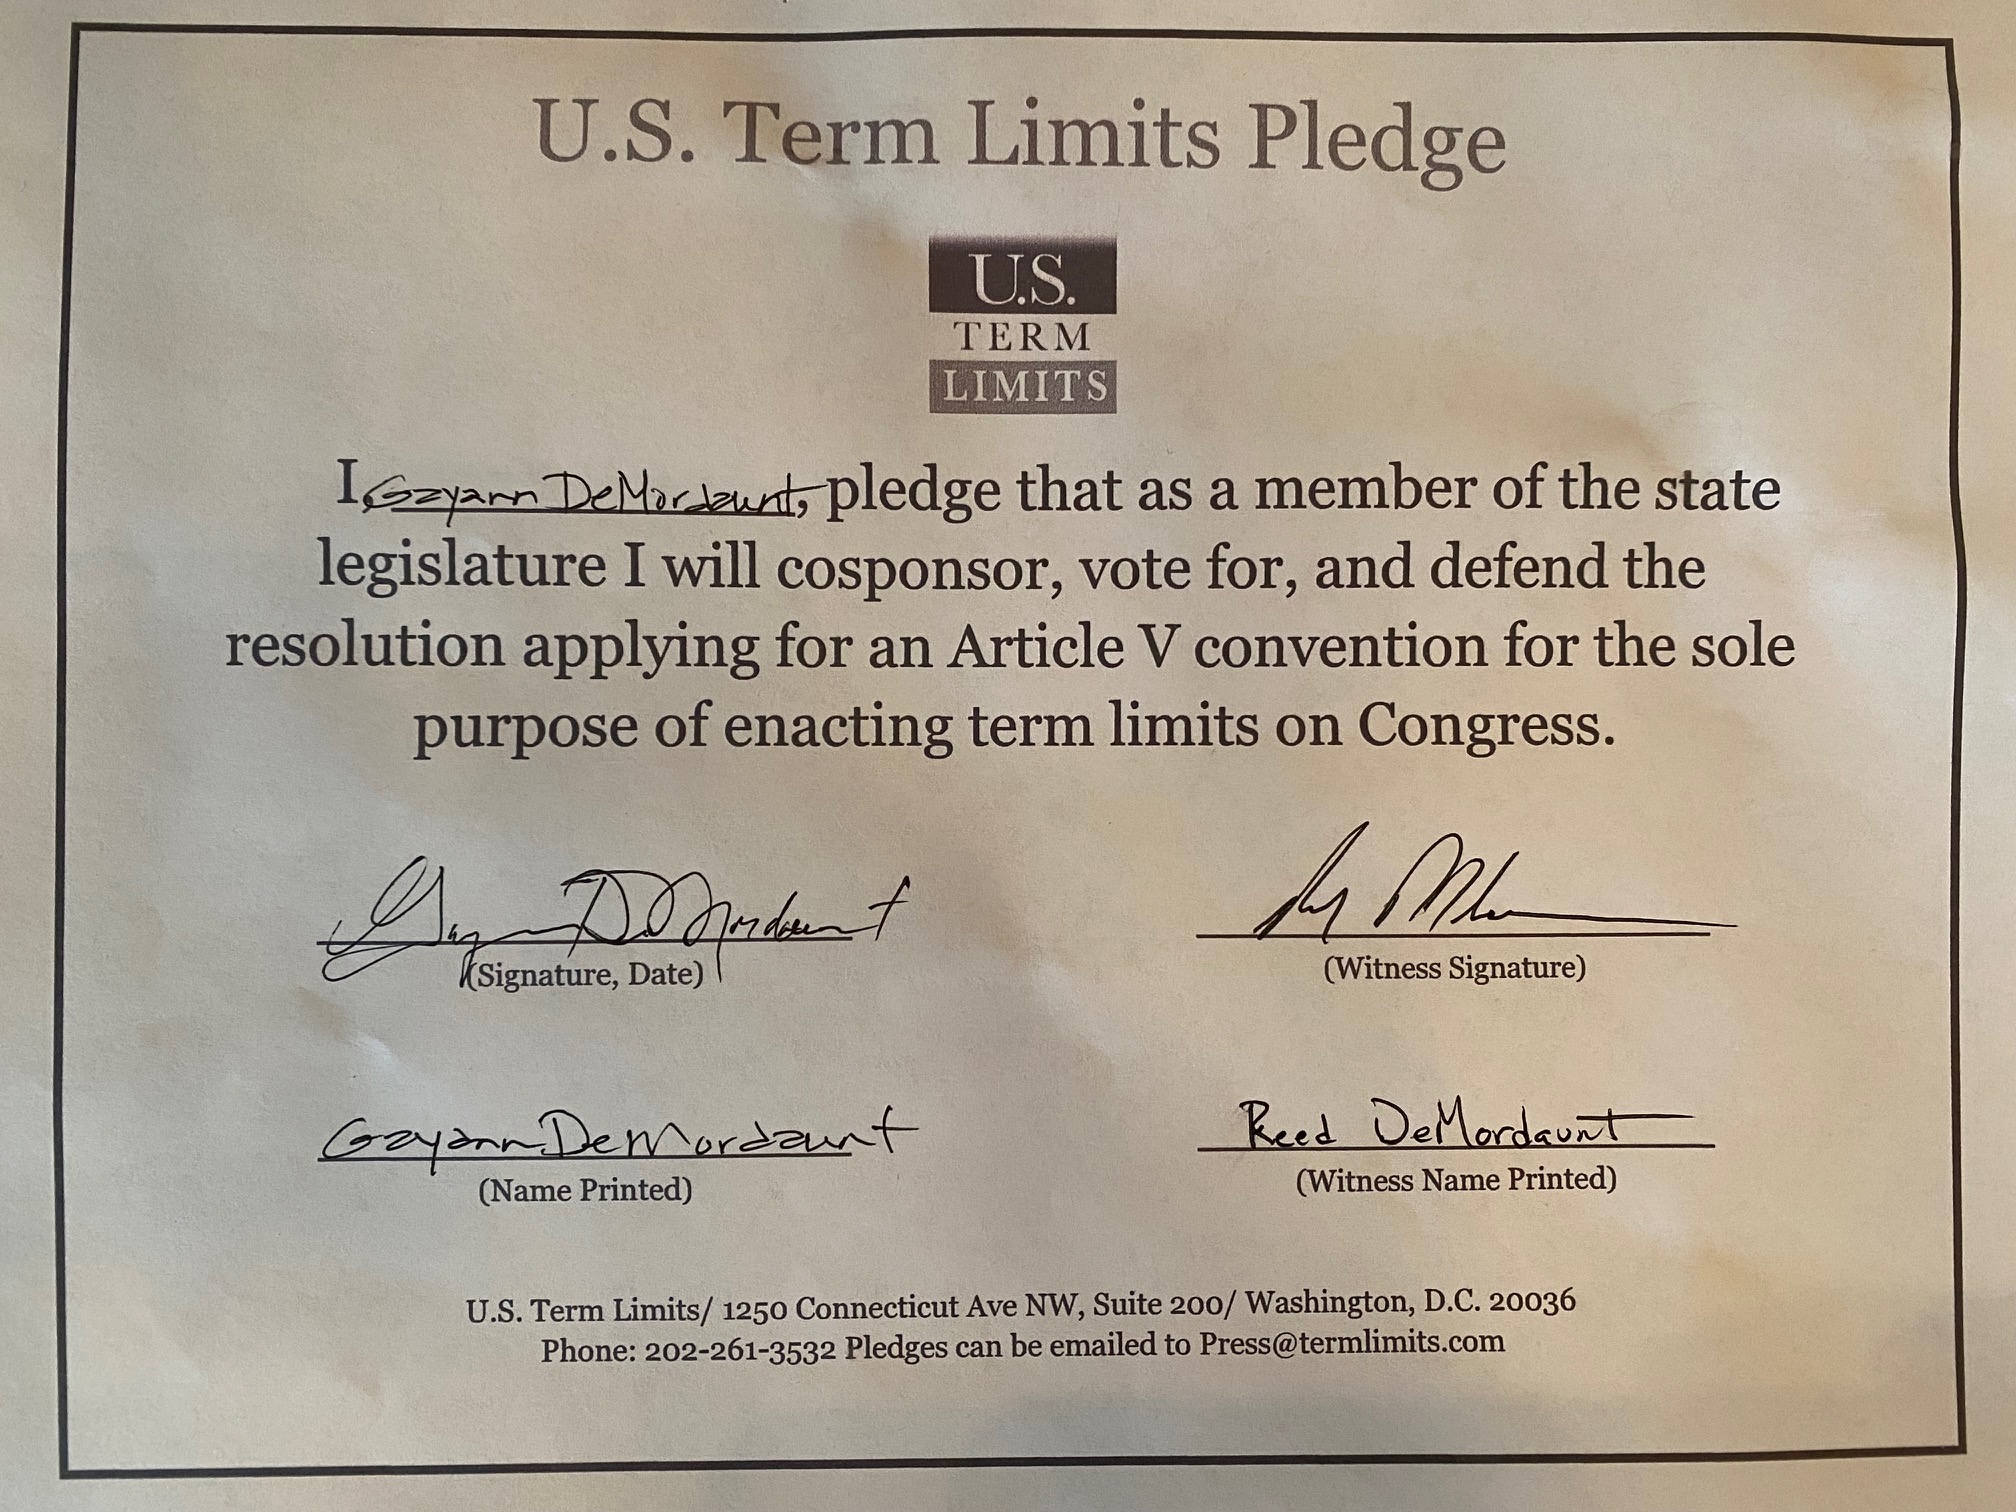 U.S. Term Limits Pledge
U.S.
TERM
LIMITS
I, Gayann DeMordaunt, pledge that as a member of the state
legislature I will cosponsor, vote for, and defend the
resolution applying for an Article V convention for the sole
purpose of enacting term limits on Congress.
Gayann DeMordaunt
(Signature, Date)
(Witness Signature)
Gayann DeMordaunt
(Name Printed)
Reed DeMordaunt
(Witness Name Printed)
U.S. Term Limits/ 1250 Connecticut Ave NW, Suite 200/ Washington, D.C. 20036
Phone: 202-261-3532 Pledges can be emailed to Press@termlimits.com